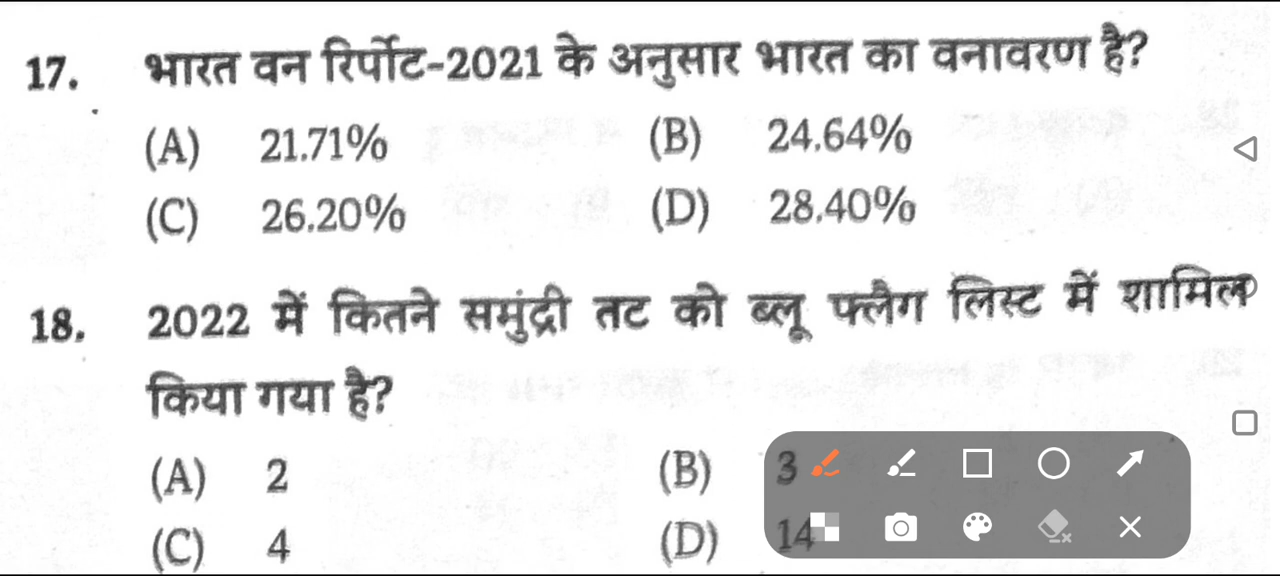 17. भारत वन रिर्पोट-2021 के अनुसार भारत का वनावरण है?
(A) 21.71% (B) 24.64%
(C) 26.20% (D) 28.40%
18. 2022 में कितने समुंद्री तट को ब्लू फ्लैग लिस्ट में शामिल
किया गया है?
(A) 2 (B) 3
(C) 4 (D) 14